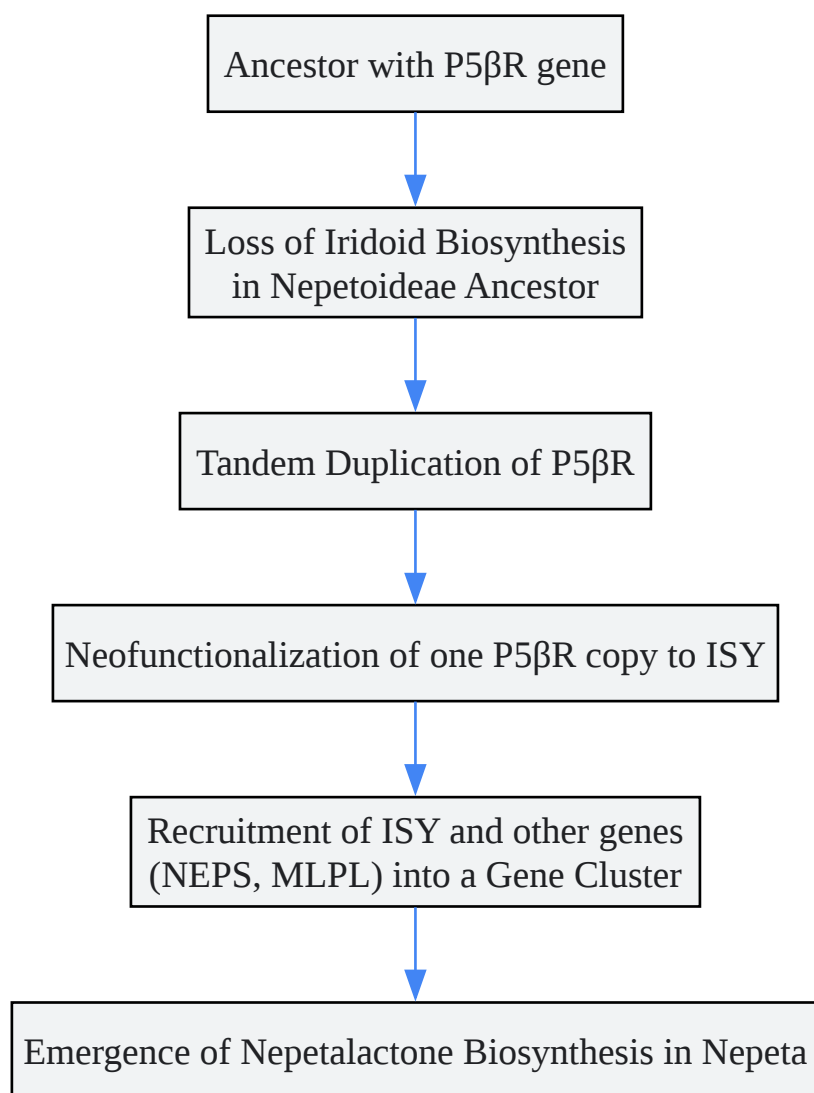 Ancestor with P5βR gene
Loss of Iridoid Biosynthesis
in Nepetoideae Ancestor
Tandem Duplication of P5βR
Neofunctionalization of one P5βR copy to ISY
Recruitment of ISY and other genes
(NEPS, MLPL) into a Gene Cluster
Emergence of Nepetalactone Biosynthesis in Nepeta